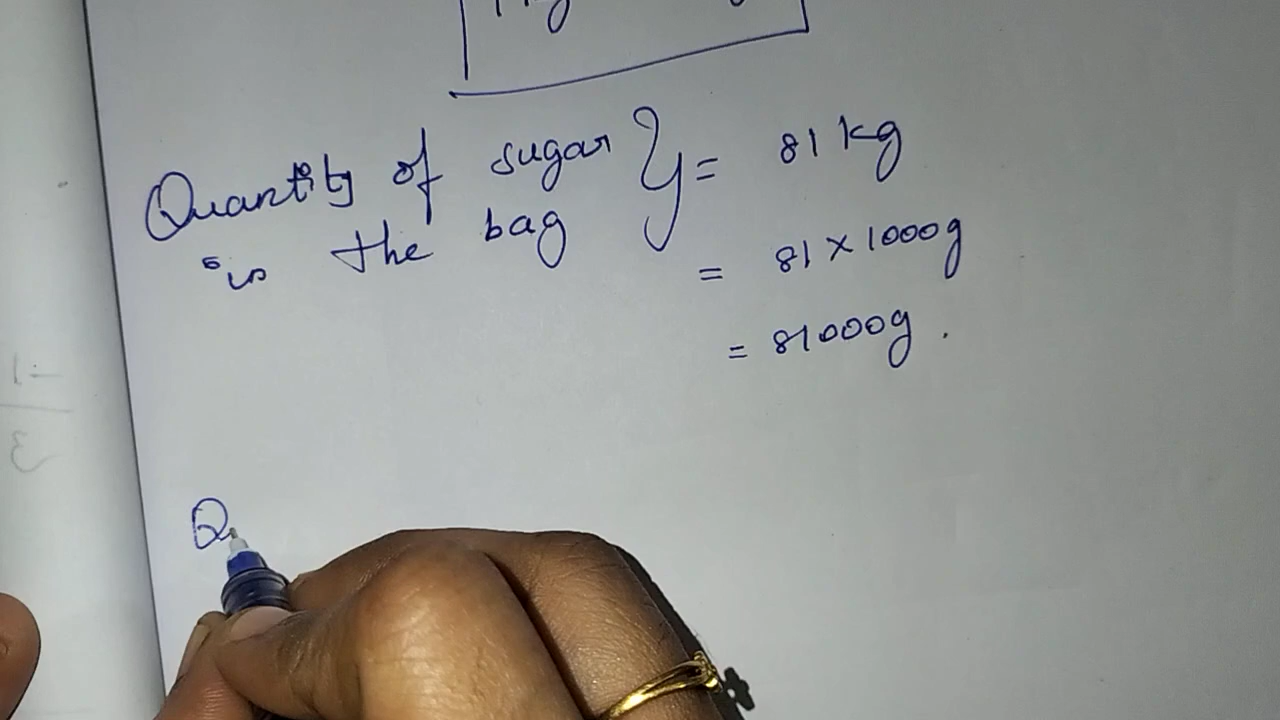 Quantity of sugar } = 81 kg
in the bag
= 81 × 1000g
= 81000g .
Q